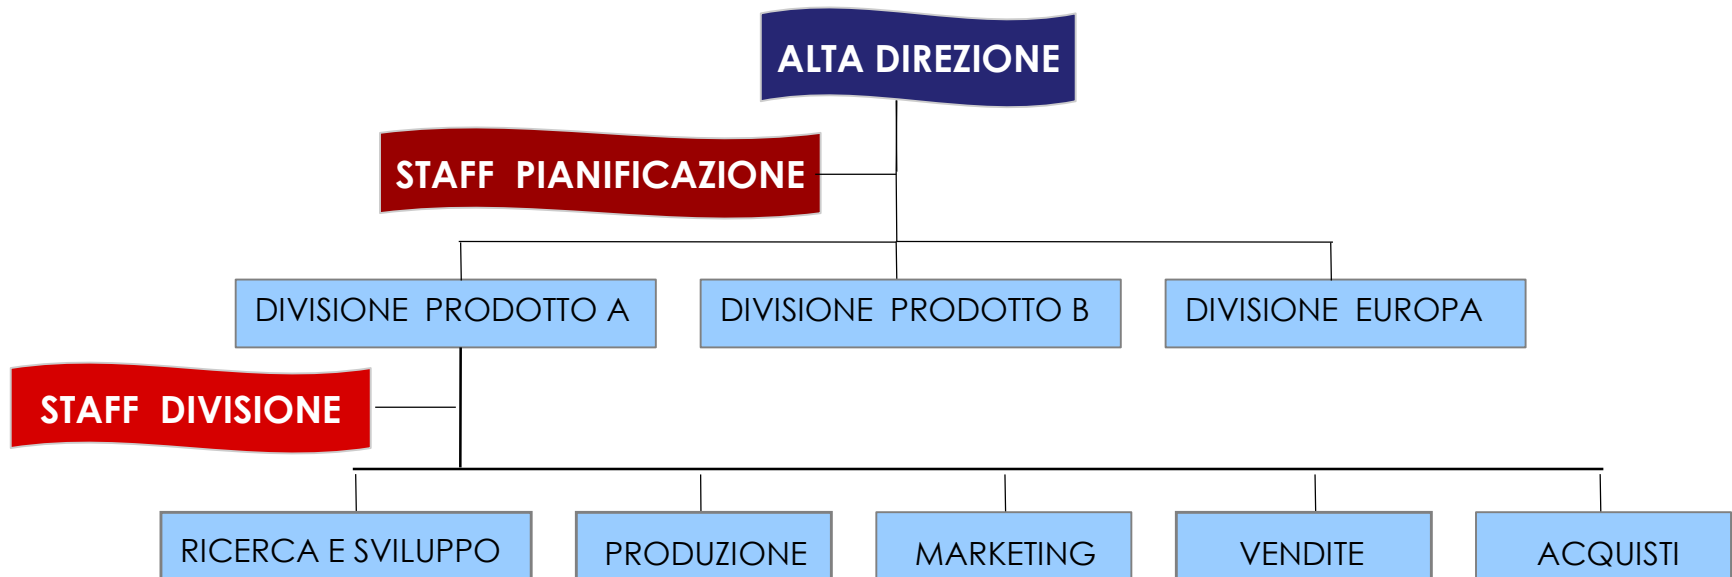 ALTA DIREZIONE
STAFF PIANIFICAZIONE
DIVISIONE PRODOTTO A
DIVISIONE PRODOTTO B
DIVISIONE EUROPA
STAFF DIVISIONE
RICERCA E SVILUPPO
PRODUZIONE
MARKETING
VENDITE
ACQUISTI